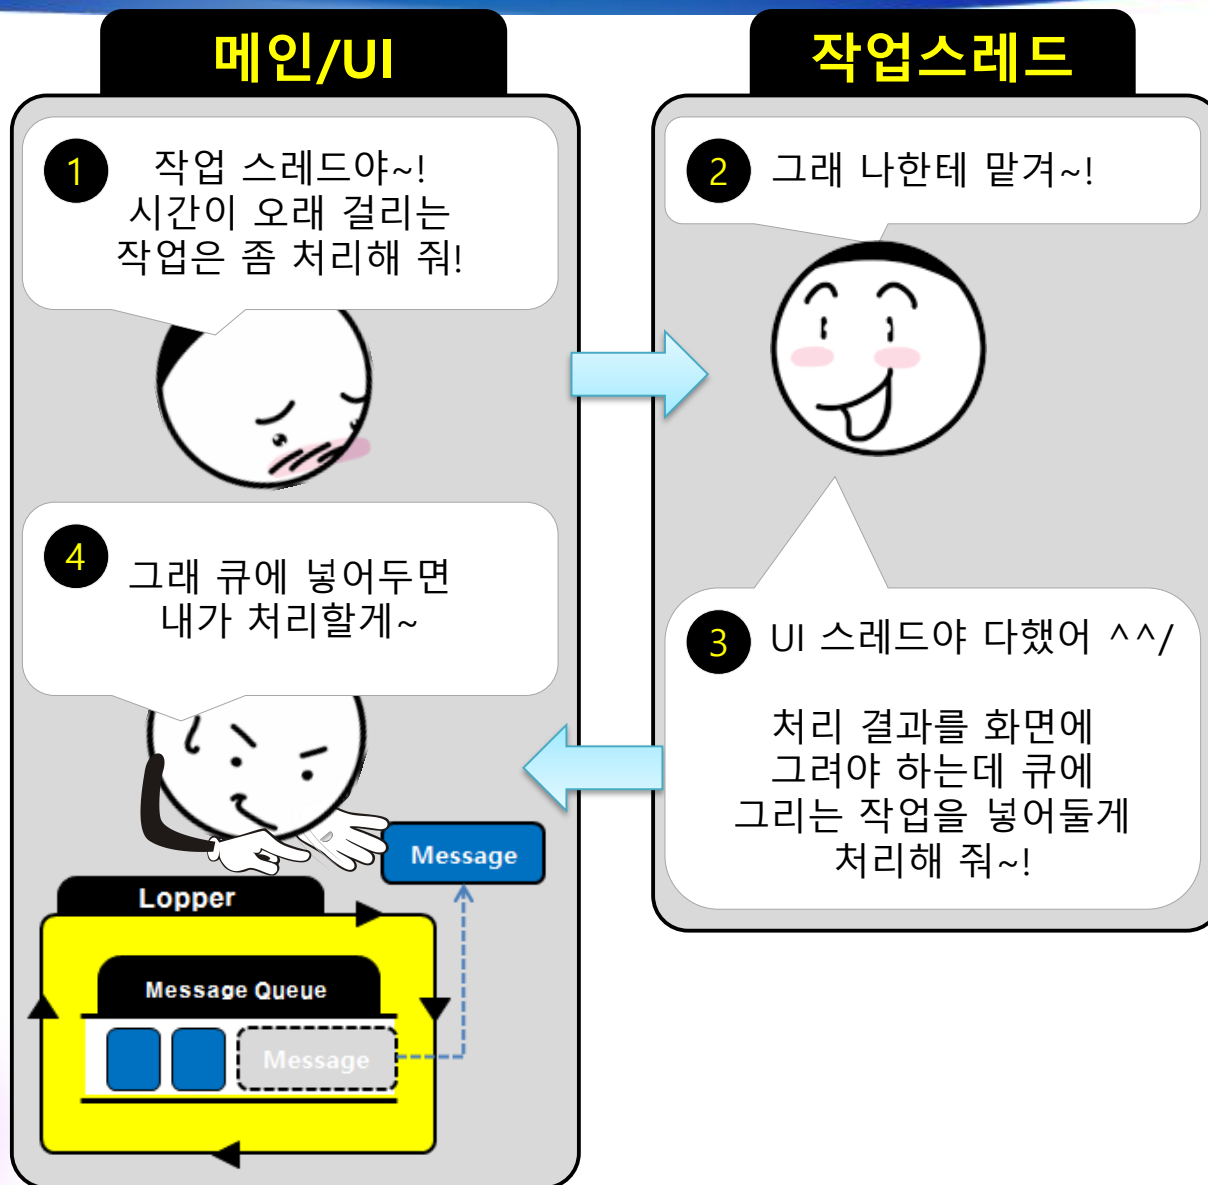 메인/UI
작업스레드
1
작업 스레드야~!
시간이 오래 걸리는
작업은 좀 처리해 줘!
2
그래 나한테 맡겨~!
3
UI 스레드야 다했어 ^^/
처리 결과를 화면에
그려야 하는데 큐에
그리는 작업을 넣어둘게
처리해 줘~!
4
그래 큐에 넣어두면
내가 처리할게~
Message
Lopper
Message Queue
Message